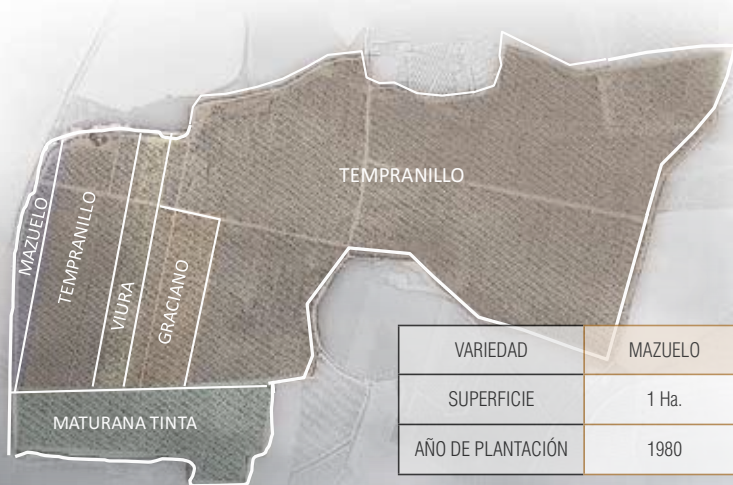 TEMPRANILLO
MAZUELO
TEMPRANILLO
VIURA
GRACIANO
MATURANA TINTA
VARIEDAD MAZUELO
SUPERFICIE 1 Ha.
AÑO DE PLANTACIÓN 1980